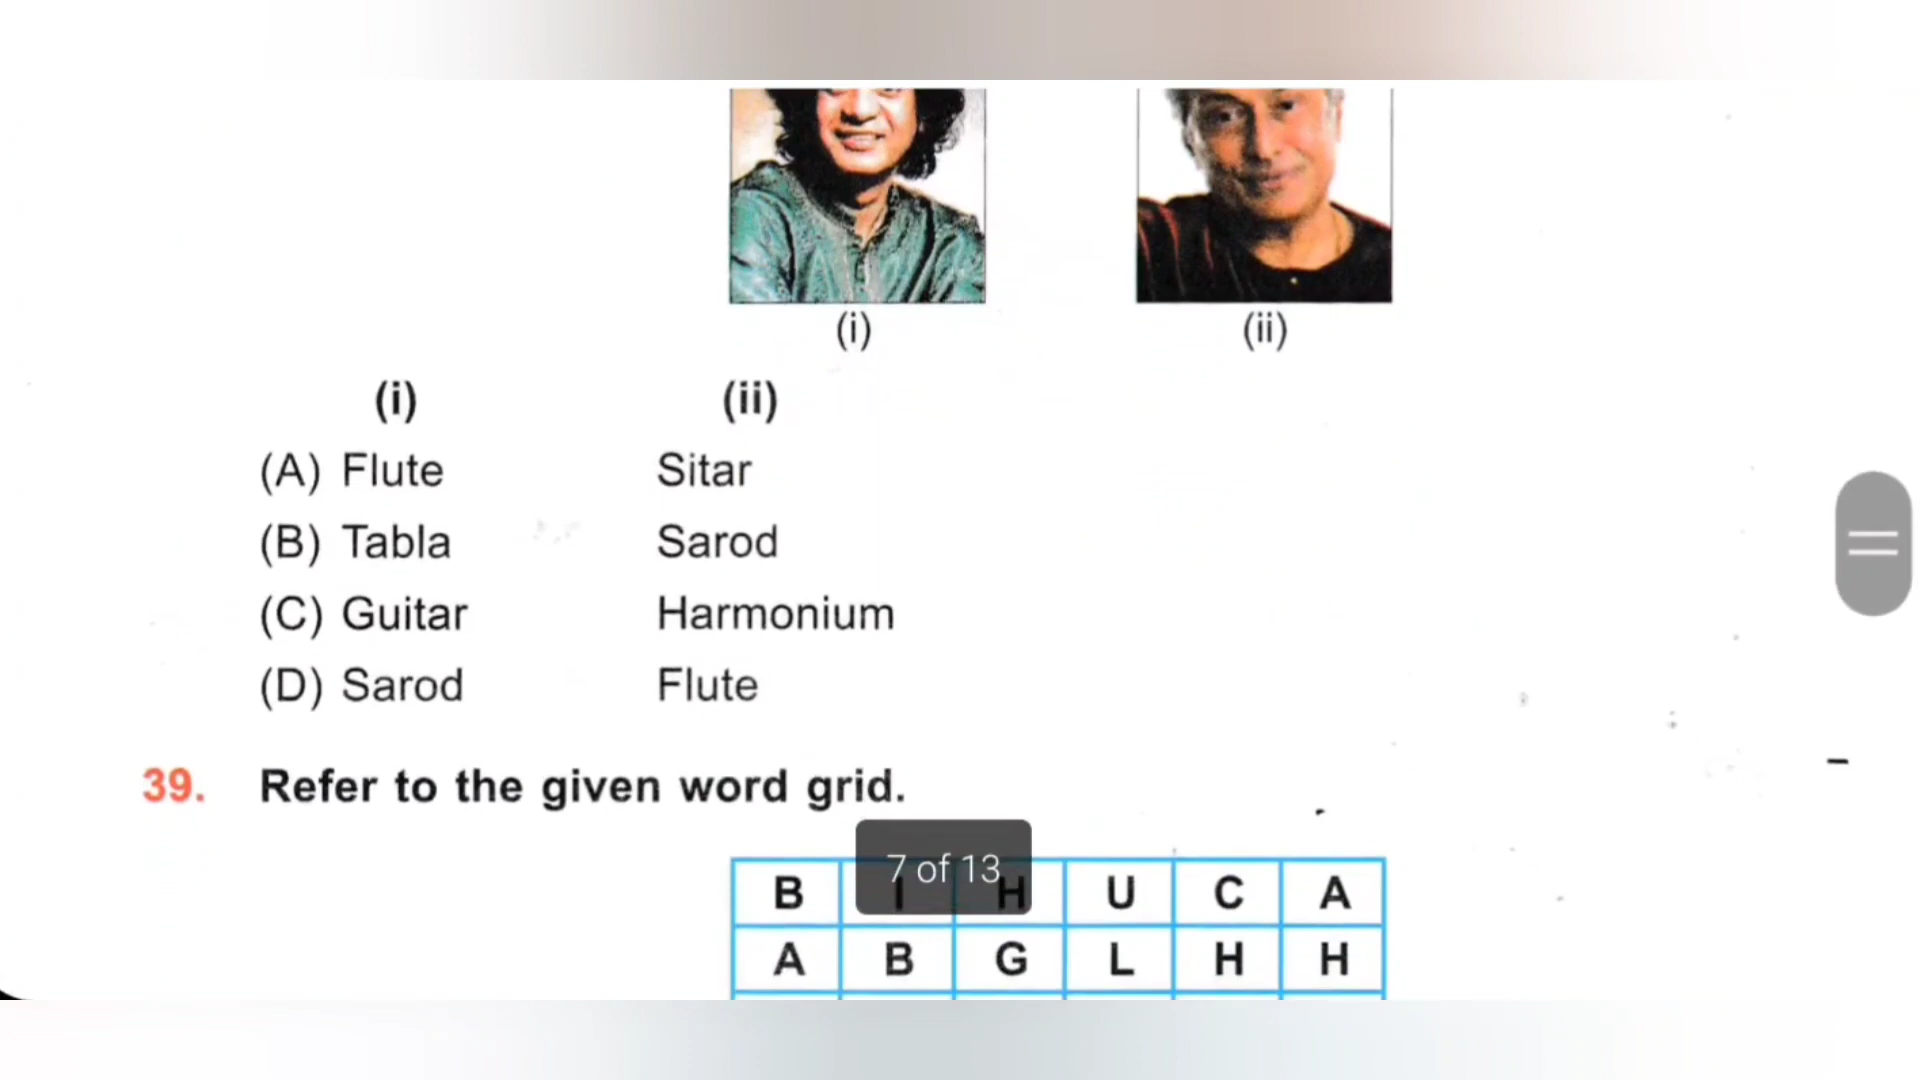 (i) (ii)
(i) (ii)
(A) Flute Sitar
(B) Tabla Sarod
(C) Guitar Harmonium
(D) Sarod Flute
39. Refer to the given word grid.
7 of 13
B I H U C A
A B G L H H